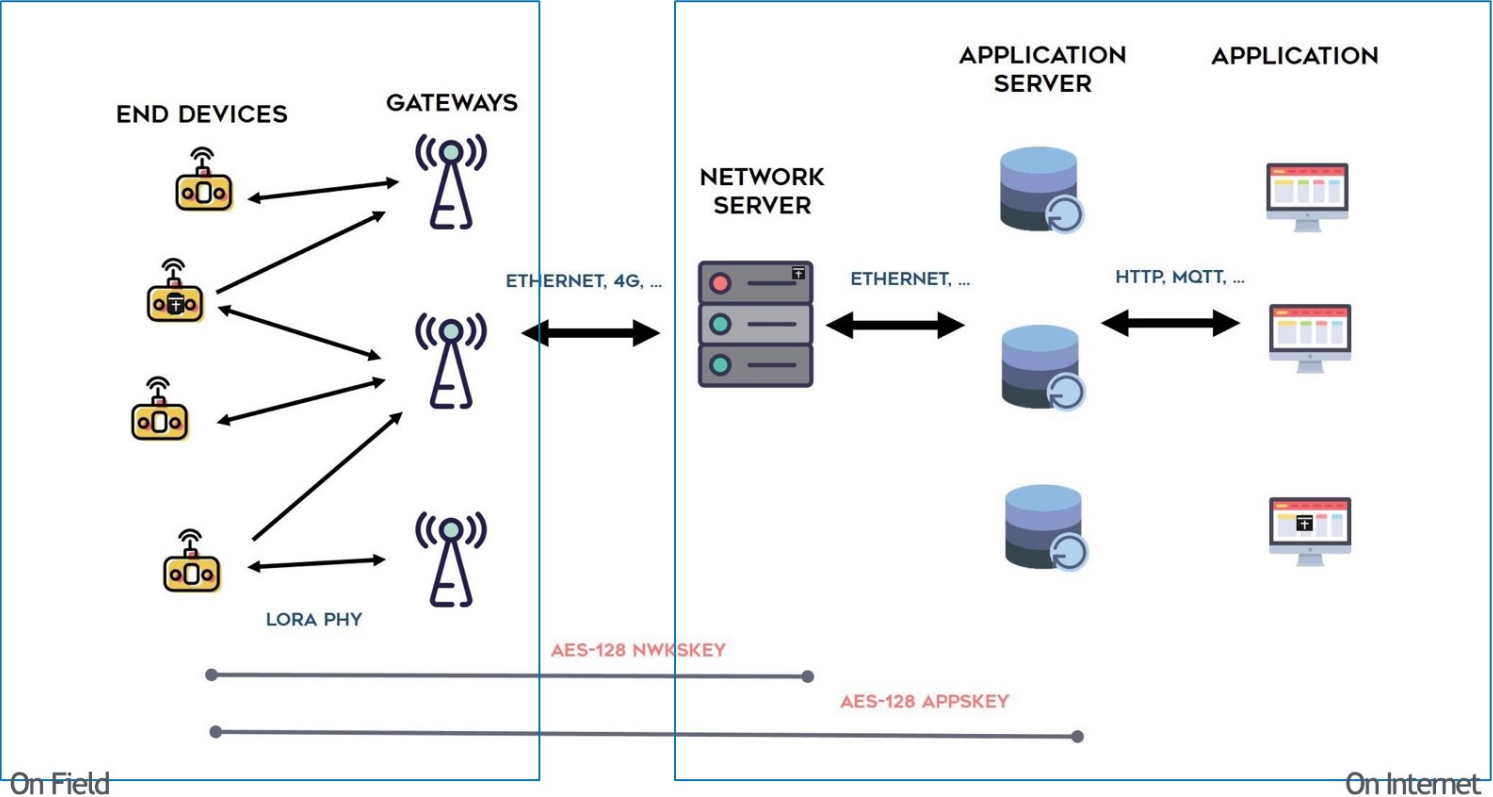 APPLICATION
SERVER
APPLICATION
END DEVICES
GATEWAYS
NETWORK
SERVER
ETHERNET, 4G, ...
ETHERNET, ...
HTTP, MQTT, ...
LORA PHY
AES-128 NWKSKEY
AES-128 APPSKEY
On Field
On Internet